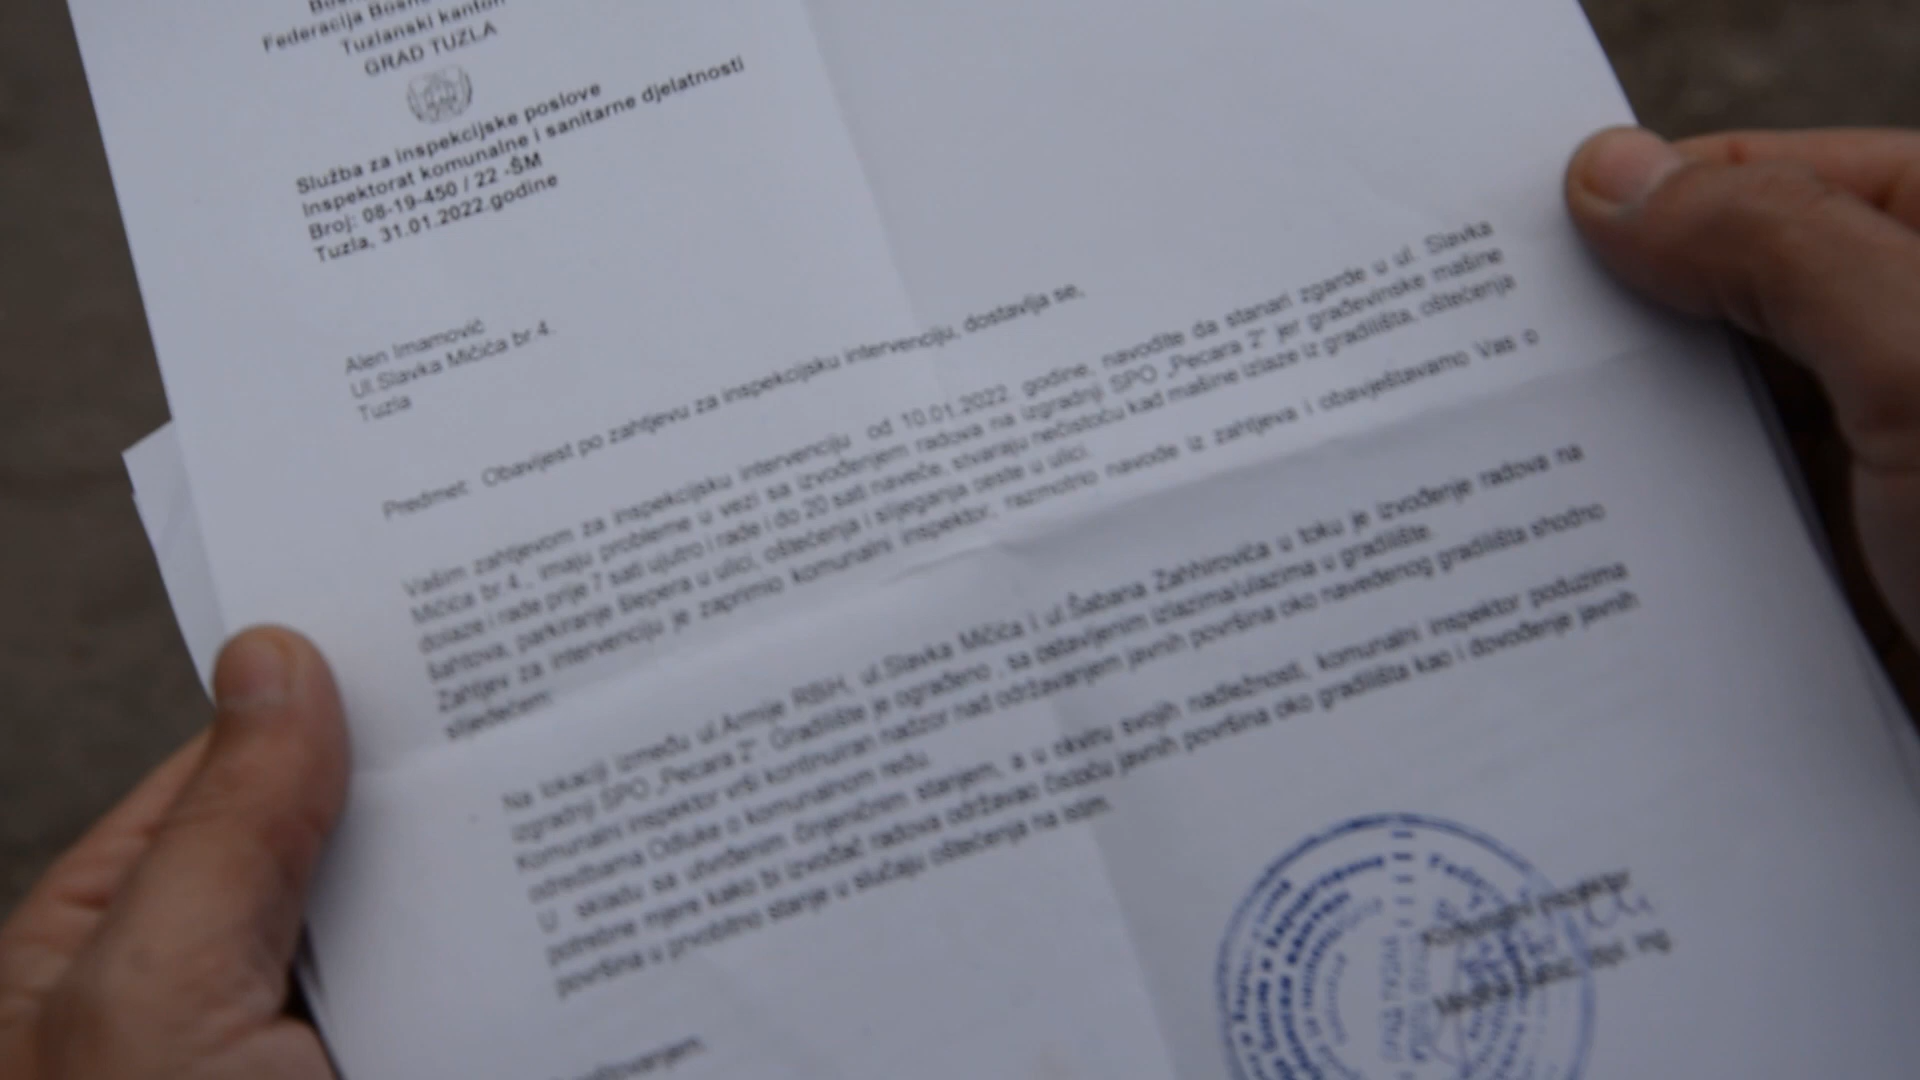 Federacija Bosne
Tuzlanski kanton
GRAD TUZLA
Služba za inspekcijske poslove
Inspektorat komunalne i sanitarne djelatnosti
Broj: 08-19-450 / 22 -ŠM
Tuzla, 31.01.2022.godine
Alen Imamović
Ul.Slavka Mičića br.4.
Tuzla
Predmet: Obavijest po zahtjevu za inspekcijsku intervenciju, dostavlja se,
Vašim zahtjevom za inspekcijsku intervenciju od 10.01.2022. godine, navodite da stanari zgarde u ul. Slavka
Mičića br.4., imaju probleme u vezi sa izvođenjem radova na izgradnji SPO „Pecara 2“ jer građevinske mašine
dolaze i rade prije 7 sati ujutro i rade i do 20 sati naveče, stvaraju nečistoću kad mašine izlaze iz gradilišta, oštećenja
šahtova, parkiranje šlepera u ulici, oštećenja i slijeganja ceste u ulici.
Zahtjev za intervenciju je zaprimio komunalni inspektor, razmotrio navode iz zahtjeva i obavještavamo Vas o
slijedećem:
Na lokaciji između ul.Armije RBIH, ul.Slavka Mičića i ul.Šabana Zahirovića u toku je izvođenje radova na
izgradnji SPO „Pecara 2“. Gradilište je ograđeno , sa ostavljenim izlazima/ulazima u gradilište.
Komunalni inspektor vrši kontinuiran nadzor nad održavanjem javnih površina oko navedenog gradilišta shodno
odredbama Odluke o komunalnom redu.
U skladu sa utvrđenim činjeničnim stanjem, a u okviru svojih nadležnosti, komunalni inspektor poduzima
potrebne mjere kako bi izvođač radova održavao čistoću javnih površina oko gradilišta kao i dovođenje javnih
površina u prvobitno stanje u slučaju oštećenja na istim.
Komunalni inspektor